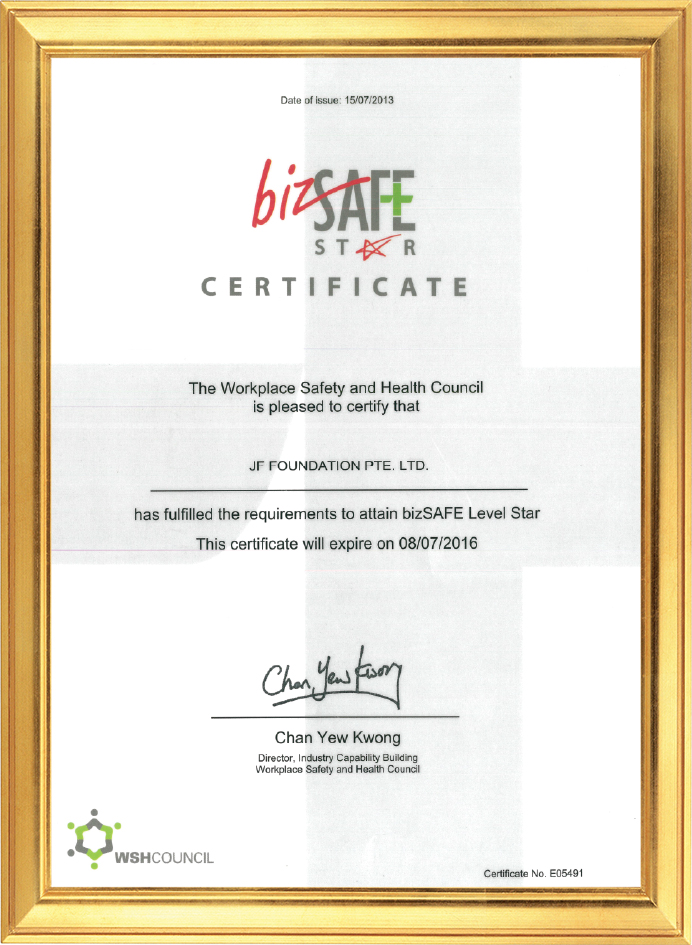 Date of issue: 15/07/2013
bizSAFE
STAR
CERTIFICATE
The Workplace Safety and Health Council
is pleased to certify that
JF FOUNDATION PTE. LTD.
has fulfilled the requirements to attain bizSAFE Level Star
This certificate will expire on 08/07/2016
Chan Yew Kwong
Chan Yew Kwong
Director, Industry Capability Building
Workplace Safety and Health Council
WSHCOUNCIL
Certificate No. E05491